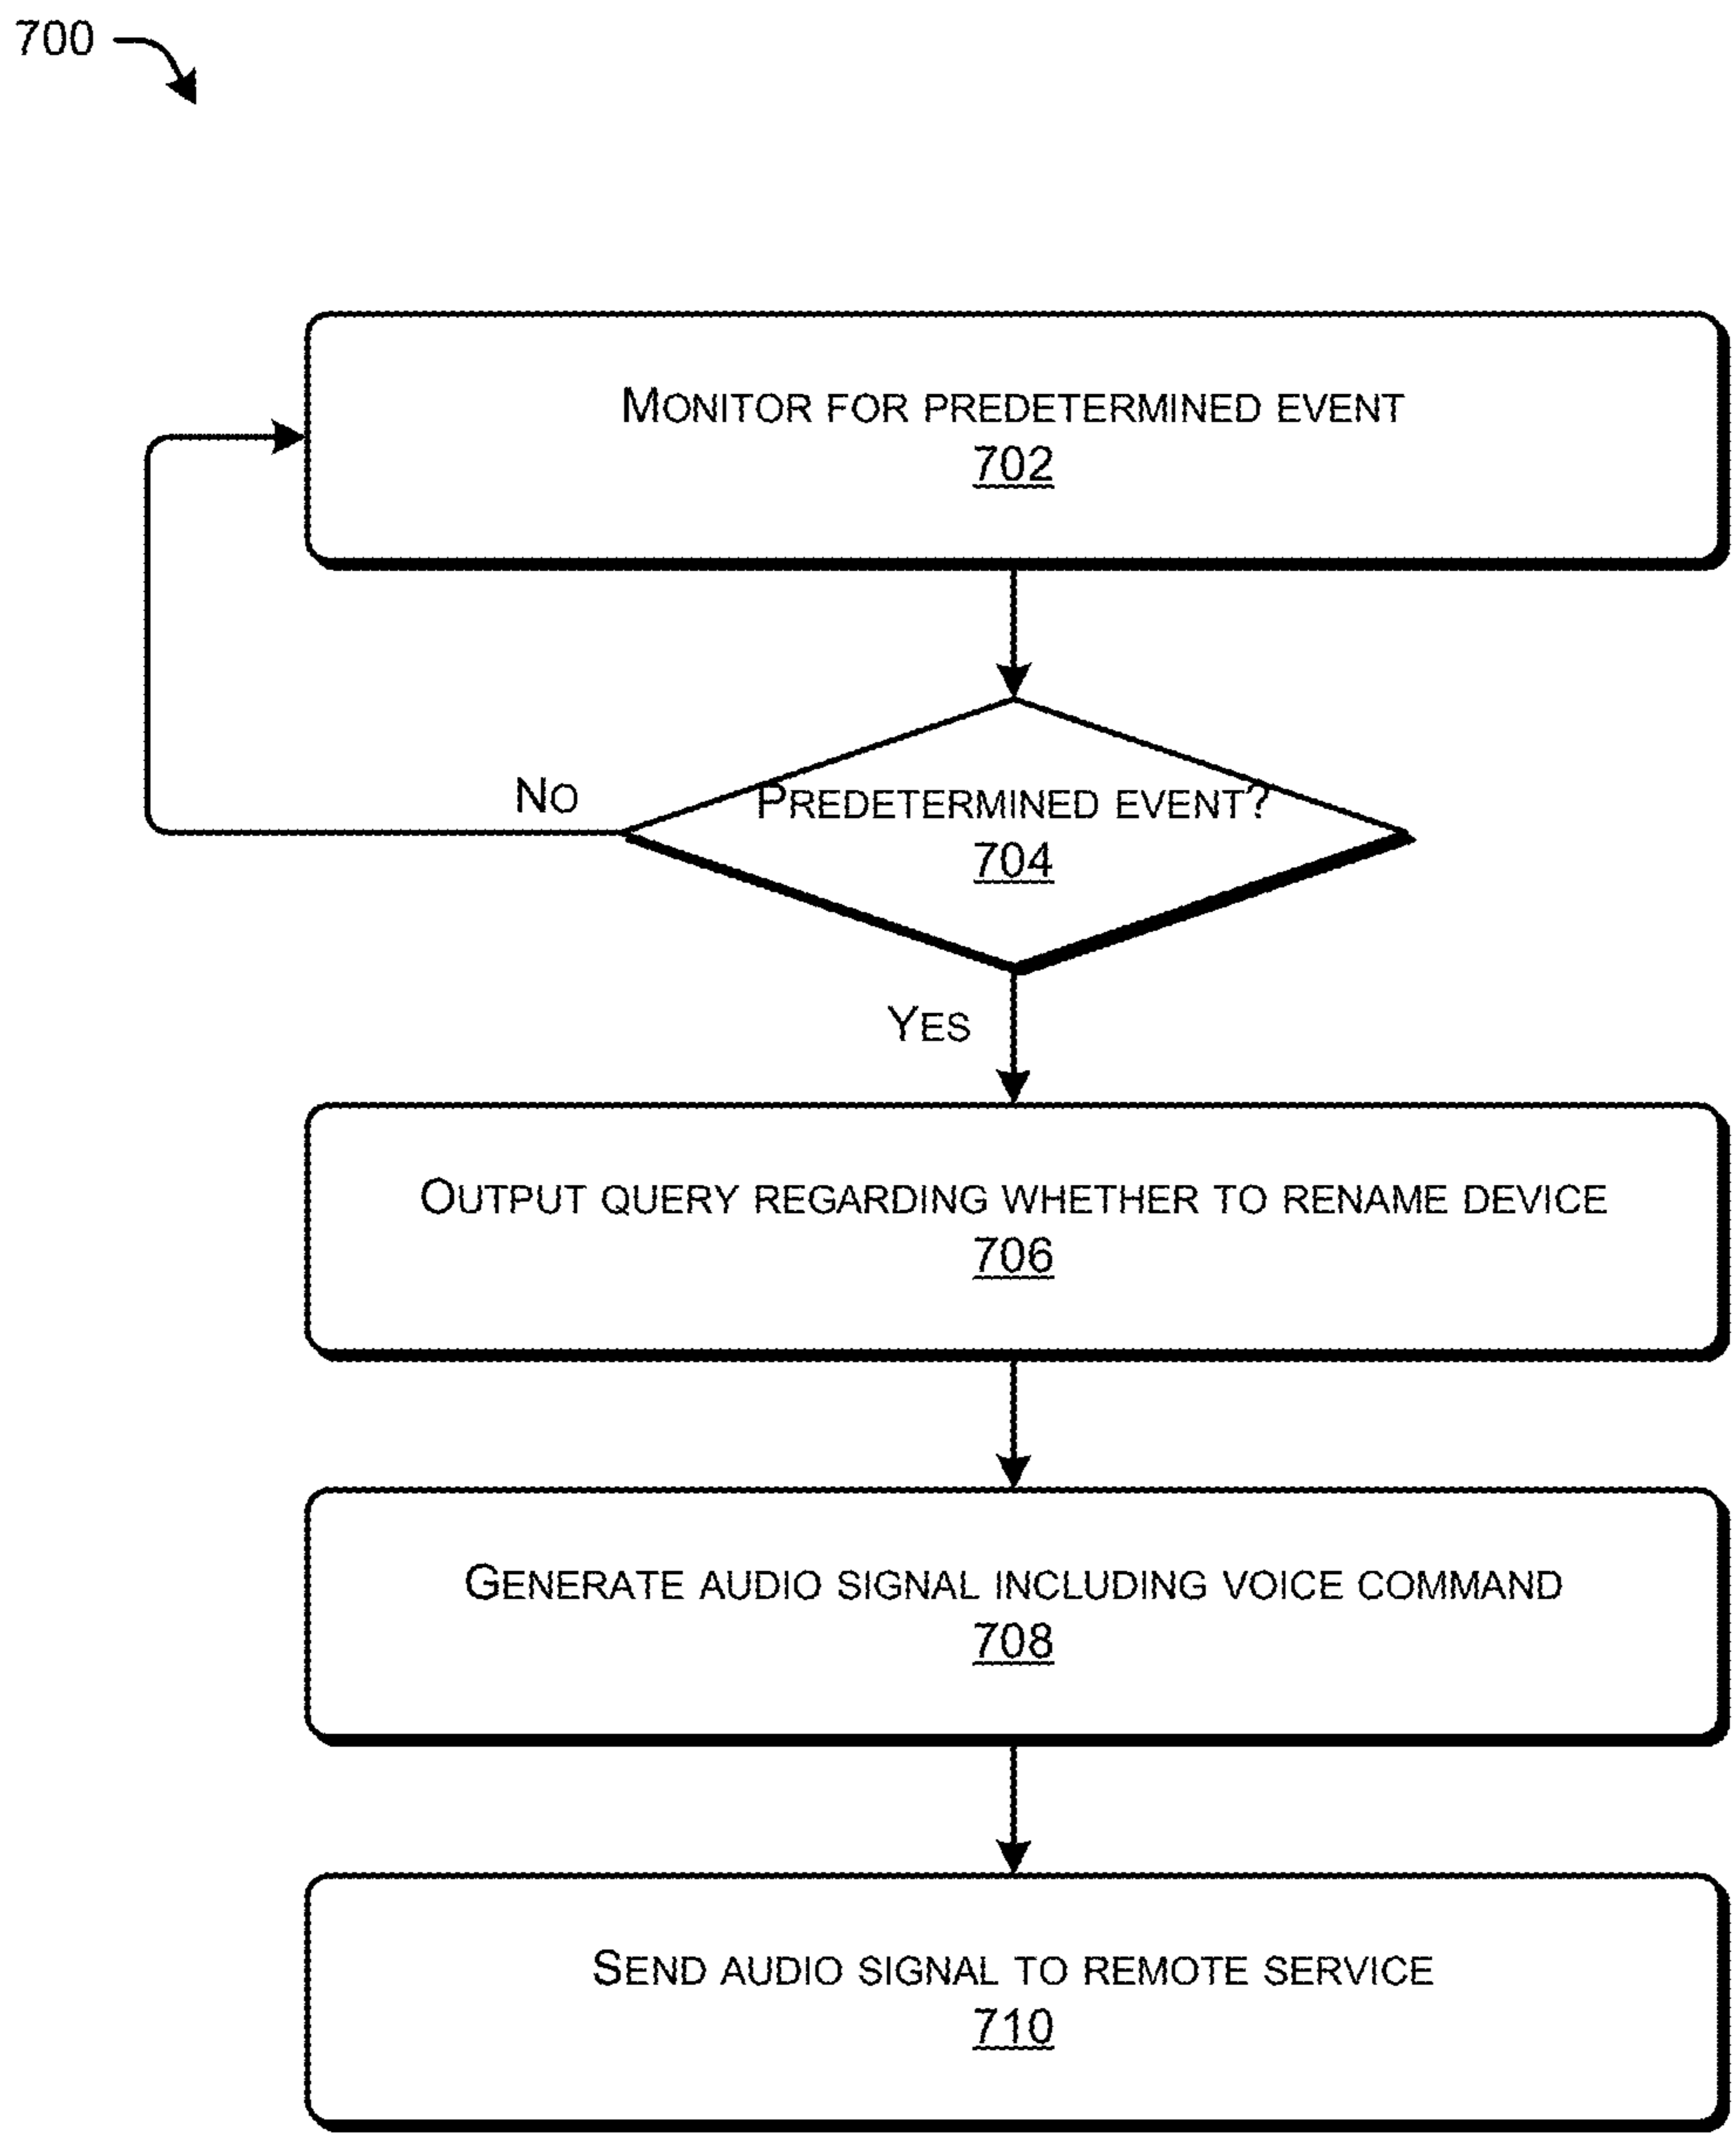 700
MONITOR FOR PREDETERMINED EVENT
702
NO
PREDETERMINED EVENT?
704
YES
OUTPUT QUERY REGARDING WHETHER TO RENAME DEVICE
706
GENERATE AUDIO SIGNAL INCLUDING VOICE COMMAND
708
SEND AUDIO SIGNAL TO REMOTE SERVICE
710